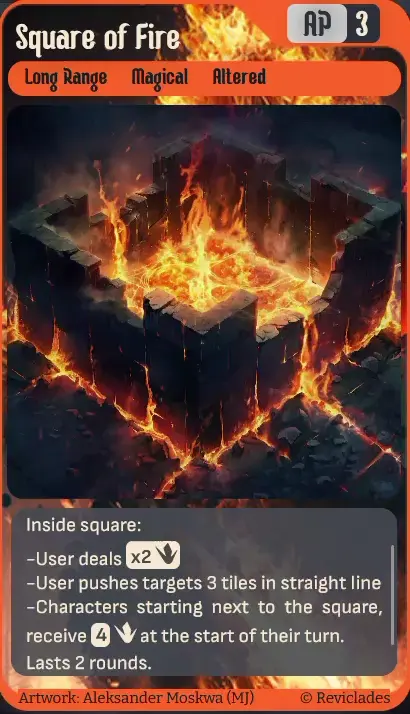 Square of Fire
AP 3
Long Range Magical Altered
Inside square:
-User deals x2
-User pushes targets 3 tiles in straight line
-Characters starting next to the square,
receive 4 at the start of their turn.
Lasts 2 rounds.
Artwork: Aleksander Moskwa (MJ) © Reviclades